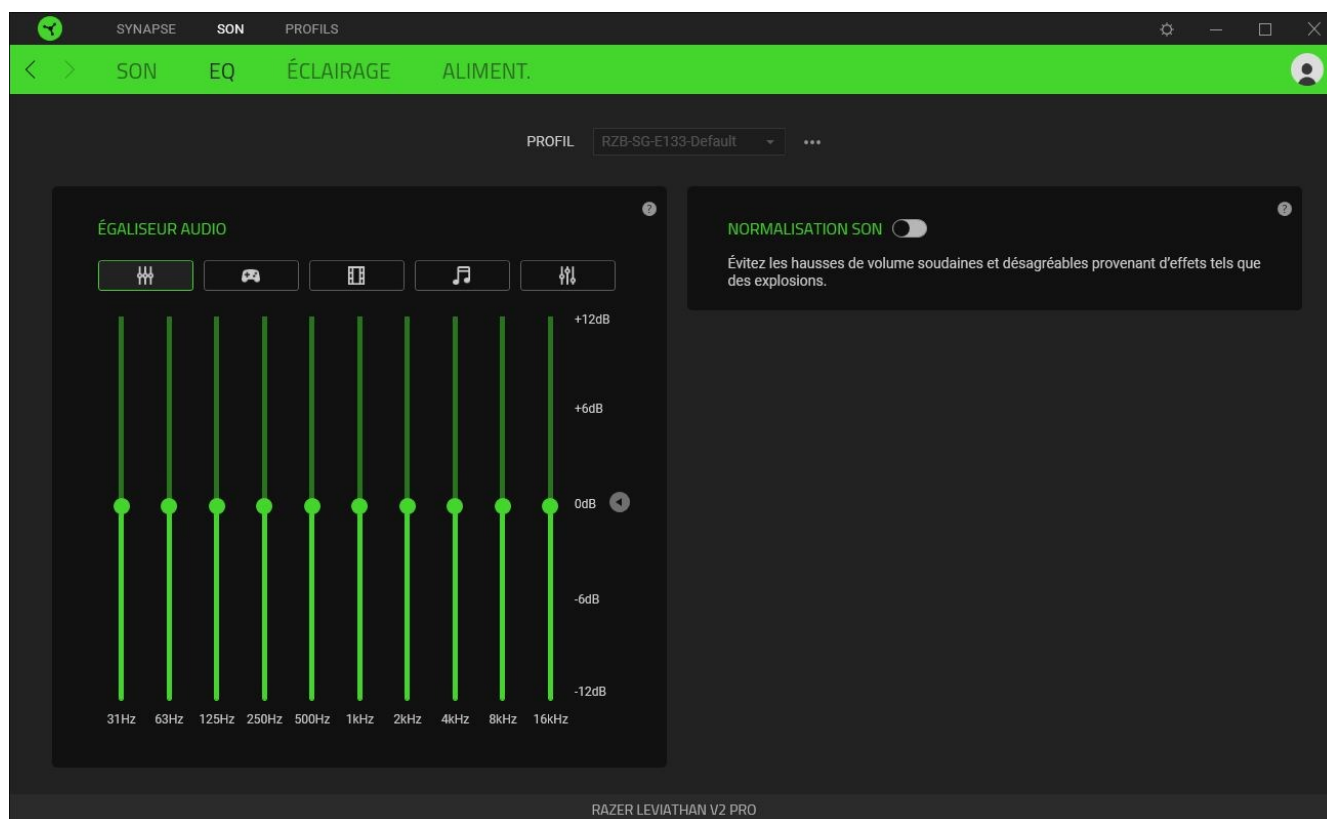 SYNAPSE SON PROFILS
SON EQ ÉCLAIRAGE ALIMENT.
PROFIL RZB-SG-E133-Default
ÉGALISEUR AUDIO
+12dB
+6dB
0dB
-6dB
-12dB
31Hz 63Hz 125Hz 250Hz 500Hz 1kHz 2kHz 4kHz 8kHz 16kHz
NORMALISATION SON
Évitez les hausses de volume soudaines et désagréables provenant d'effets tels que
des explosions.
RAZER LEVIATHAN V2 PRO